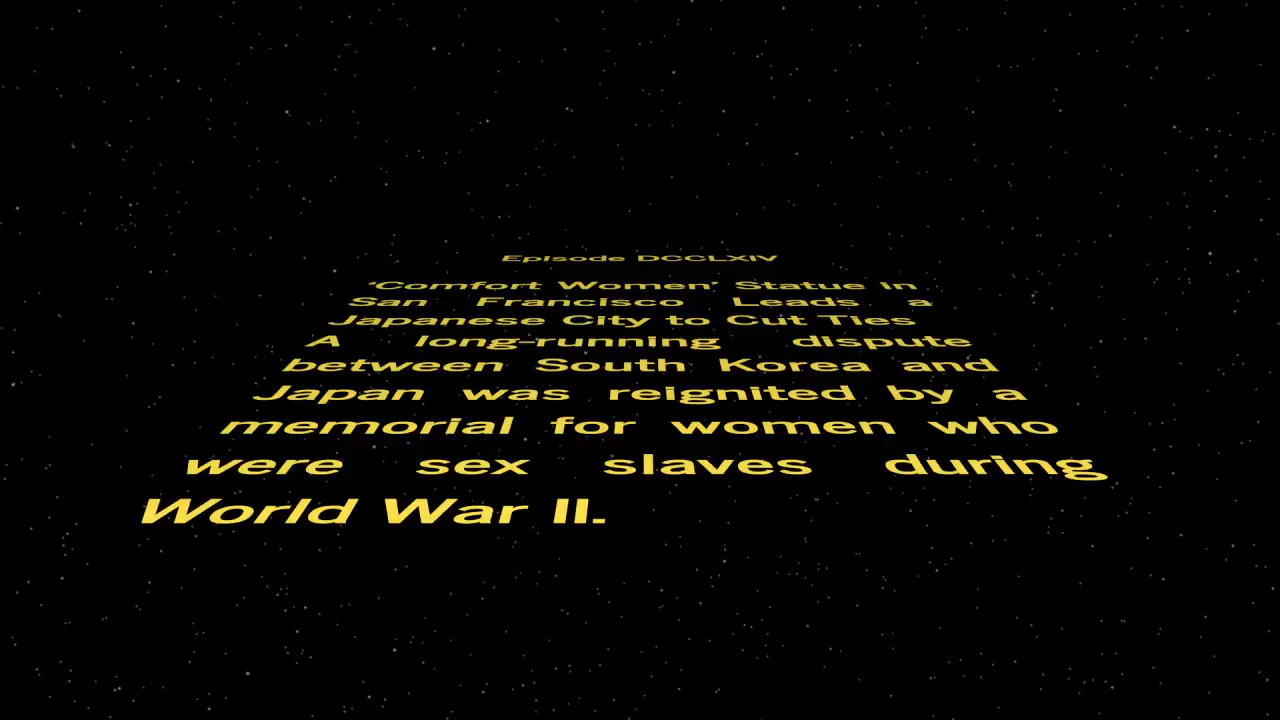 Episode DCCLXIV
‘Comfort Women’ Statue in
San Francisco Leads a
Japanese City to Cut Ties
A long-running dispute
between South Korea and
Japan was reignited by a
memorial for women who
were sex slaves during
World War II.